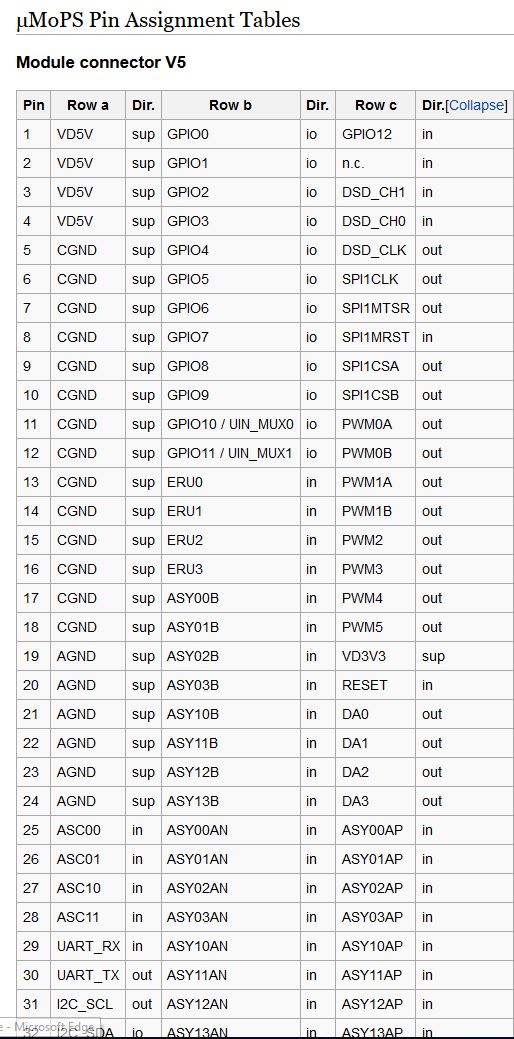 µMoPS Pin Assignment Tables
Module connector V5
Pin Row a Dir. Row b Dir. Row c Dir.[Collapse]
1 VD5V sup GPIO0 io GPIO12 in
2 VD5V sup GPIO1 io n.c. in
3 VD5V sup GPIO2 io DSD_CH1 in
4 VD5V sup GPIO3 io DSD_CH0 in
5 CGND sup GPIO4 io DSD_CLK out
6 CGND sup GPIO5 io SPI1CLK out
7 CGND sup GPIO6 io SPI1MTSR out
8 CGND sup GPIO7 io SPI1MRST in
9 CGND sup GPIO8 io SPI1CSA out
10 CGND sup GPIO9 io SPI1CSB out
11 CGND sup GPIO10 / UIN_MUX0 io PWM0A out
12 CGND sup GPIO11 / UIN_MUX1 io PWM0B out
13 CGND sup ERU0 in PWM1A out
14 CGND sup ERU1 in PWM1B out
15 CGND sup ERU2 in PWM2 out
16 CGND sup ERU3 in PWM3 out
17 CGND sup ASY00B in PWM4 out
18 CGND sup ASY01B in PWM5 out
19 AGND sup ASY02B in VD3V3 sup
20 AGND sup ASY03B in RESET in
21 AGND sup ASY10B in DA0 out
22 AGND sup ASY11B in DA1 out
23 AGND sup ASY12B in DA2 out
24 AGND sup ASY13B in DA3 out
25 ASC00 in ASY00AN in ASY00AP in
26 ASC01 in ASY01AN in ASY01AP in
27 ASC10 in ASY02AN in ASY02AP in
28 ASC11 in ASY03AN in ASY03AP in
29 UART_RX in ASY10AN in ASY10AP in
30 UART_TX out ASY11AN in ASY11AP in
31 I2C_SCL out ASY12AN in ASY12AP in
e - Microsoft Edge
32 I2C_SDA io ASY13AN in ASY13AP in